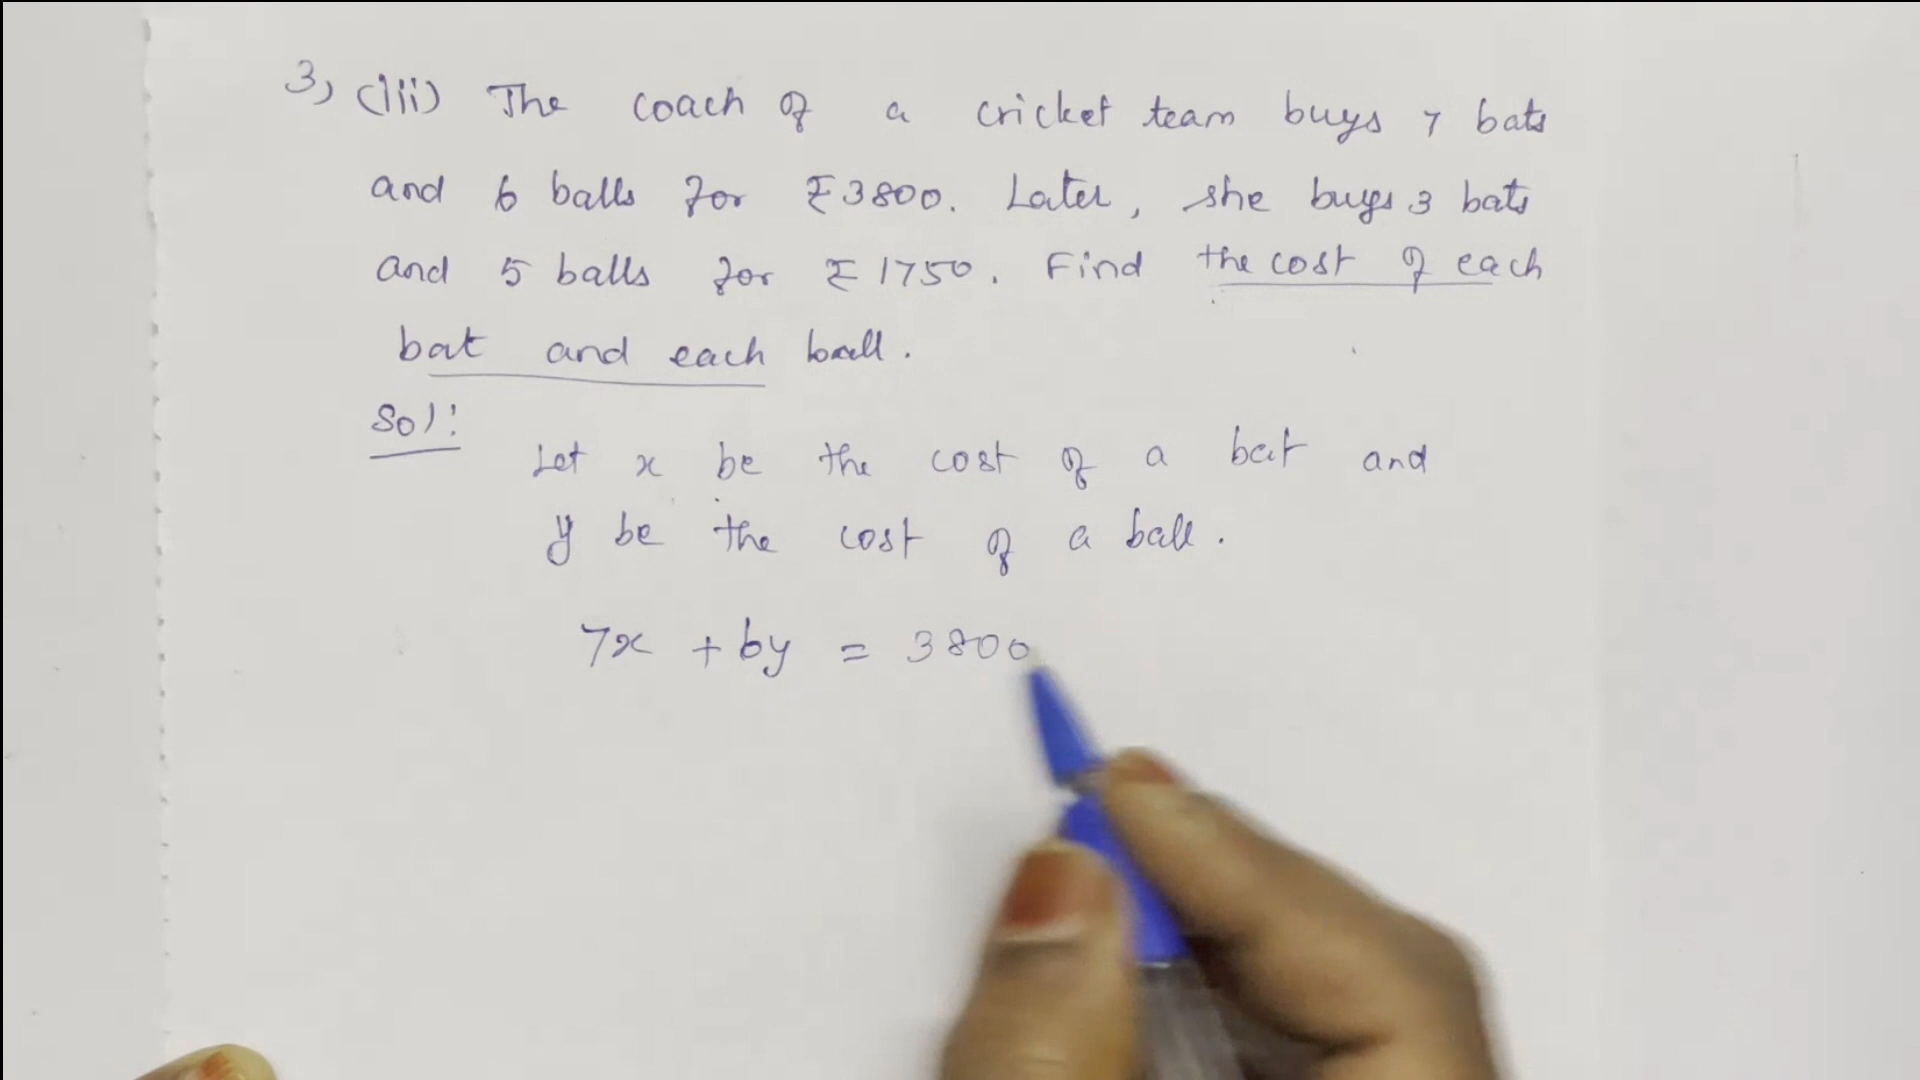 3) (iii) The coach of a cricket team buys 7 bats
and 6 balls for ₹3800. Later, she buys 3 bats
and 5 balls for ₹1750. Find the cost of each
bat and each ball.
Sol:
Let x be the cost of a bat and
y be the cost of a ball.
7x + 6y = 3800